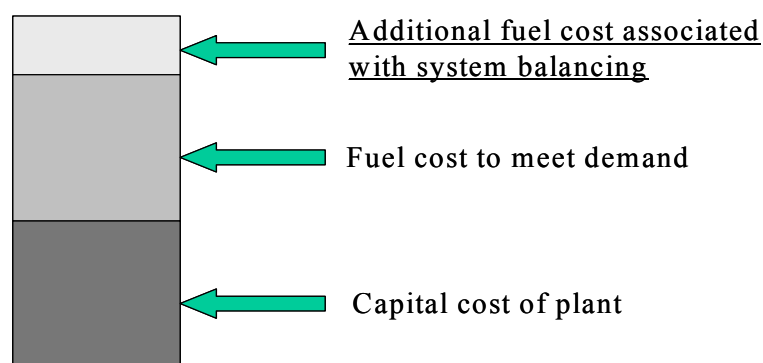 Additional fuel cost associated
with system balancing
Fuel cost to meet demand
Capital cost of plant